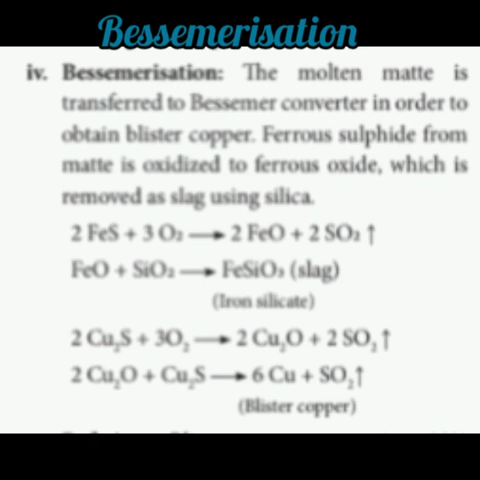 Bessemerisation
iv. Bessemerisation: The molten matte is
transferred to Bessemer converter in order to
obtain blister copper. Ferrous sulphide from
matte is oxidized to ferrous oxide, which is
removed as slag using silica.
2 FeS + 3 O₂ ⟶ 2 FeO + 2 SO₂ ↑
FeO + SiO₂ ⟶ FeSiO₃ (slag)
(Iron silicate)
2 Cu₂S + 3O₂ ⟶ 2 Cu₂O + 2 SO₂ ↑
2 Cu₂O + Cu₂S ⟶ 6 Cu + SO₂↑
(Blister copper)